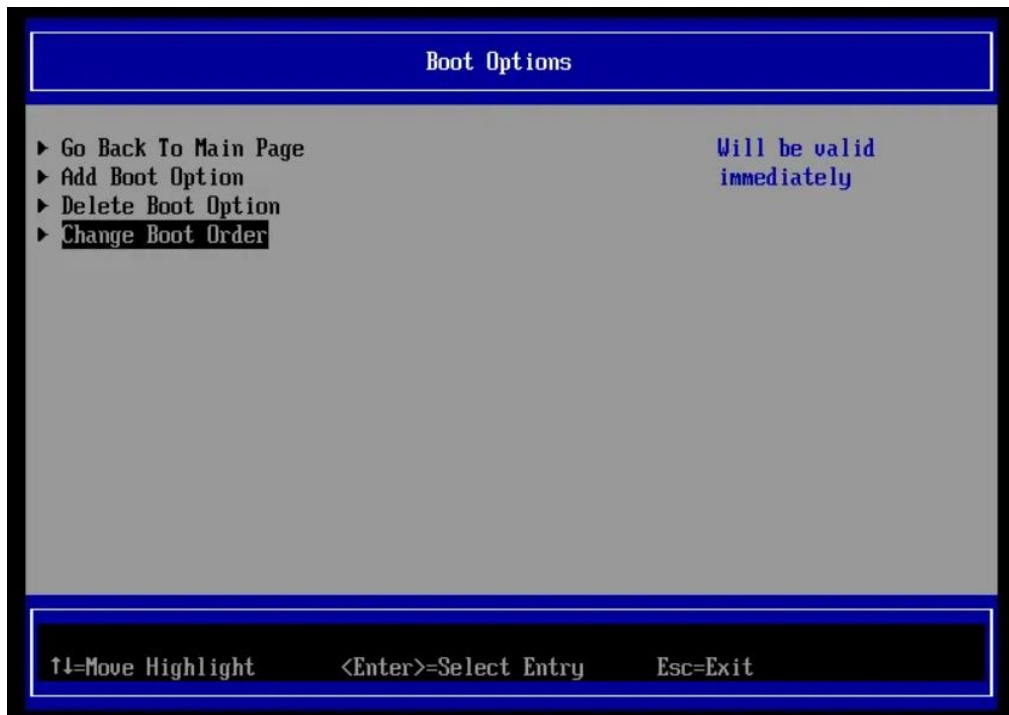 Boot Options
▶ Go Back To Main Page
▶ Add Boot Option
▶ Delete Boot Option
▶ Change Boot Order
Will be valid
immediately
↑↓=Move Highlight <Enter>=Select Entry Esc=Exit